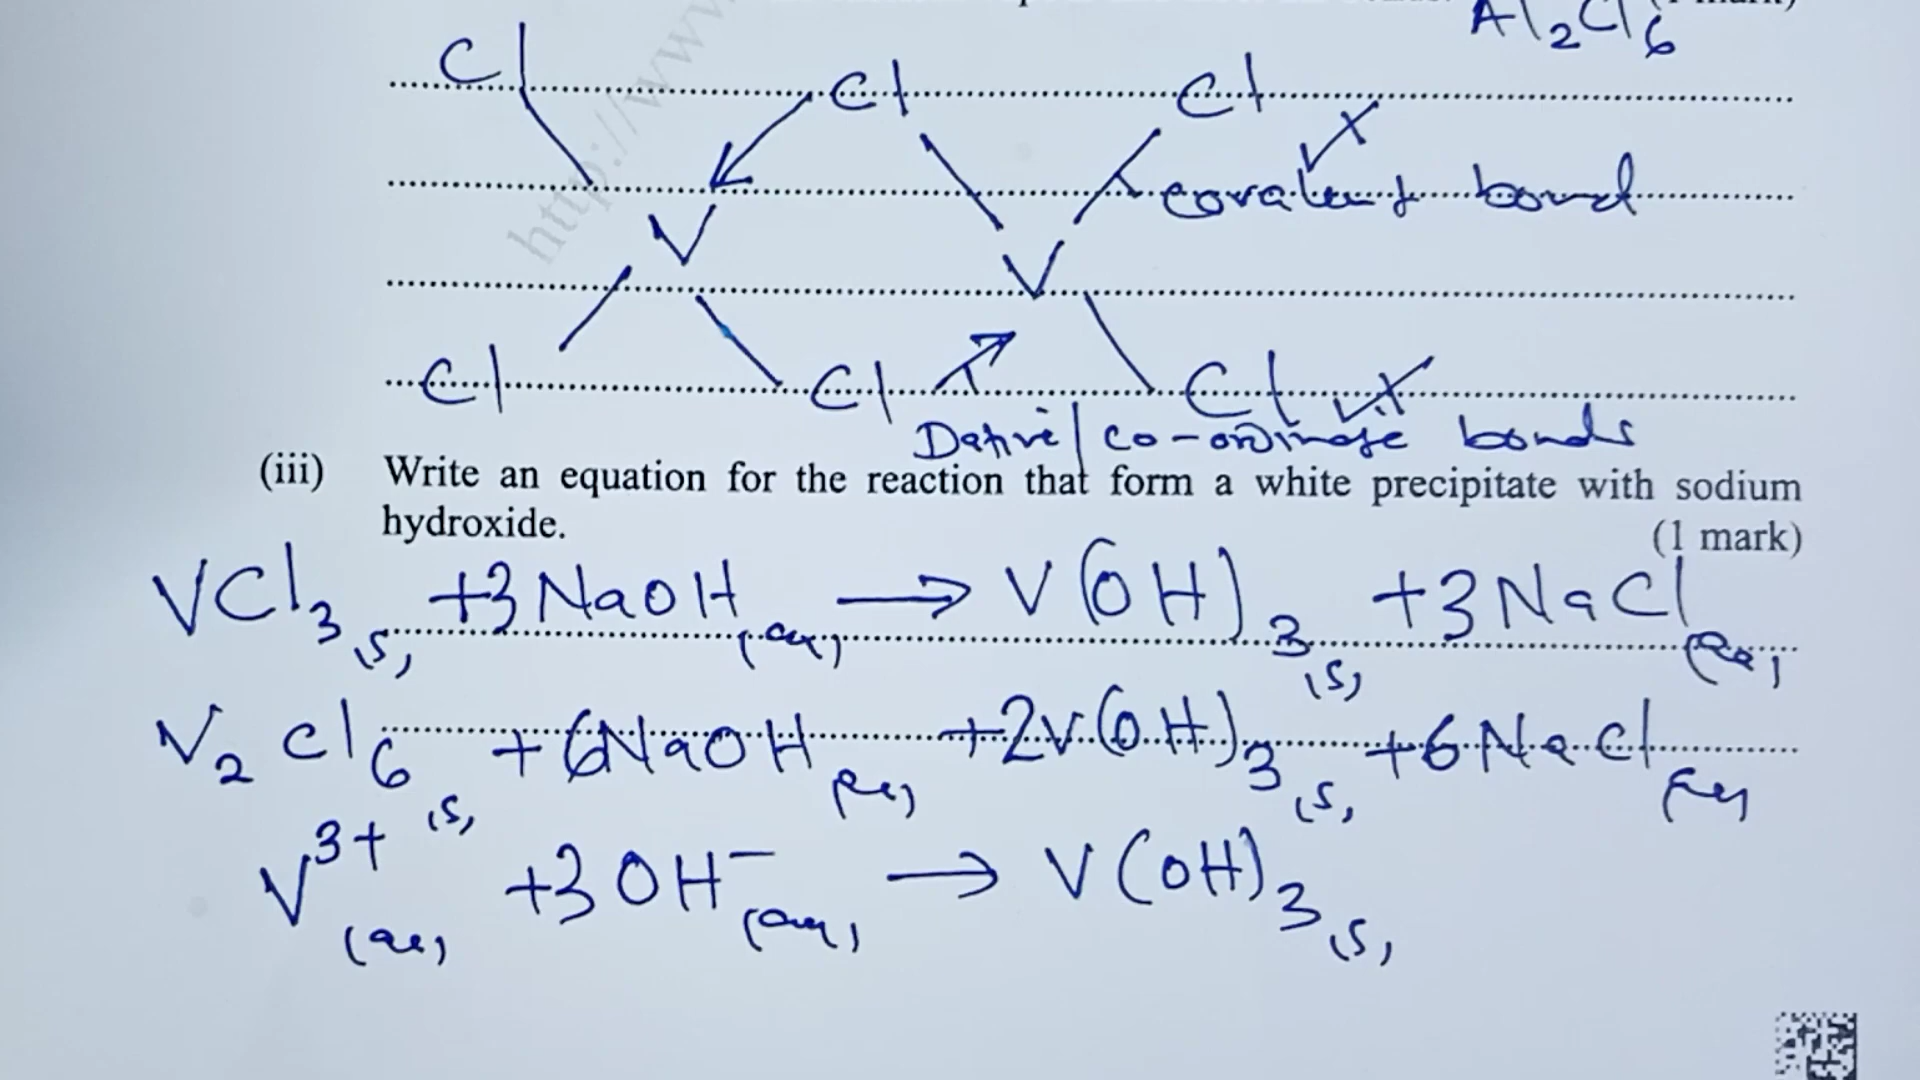 Al2Cl6
Cl Cl Cl
covalent bond
V V
Cl Cl Cl
Dative/co-ordinate bonds
(iii) Write an equation for the reaction that form a white precipitate with sodium
hydroxide. (1 mark)
VCl3(s) + 3NaOH(aq) → V(OH)3(s) + 3NaCl(aq)
V2Cl6(s) + 6NaOH(aq) + 2V(OH)3(s) + 6NaCl(aq)
V3+(aq) + 3OH−(aq) → V(OH)3(s)
http://www.